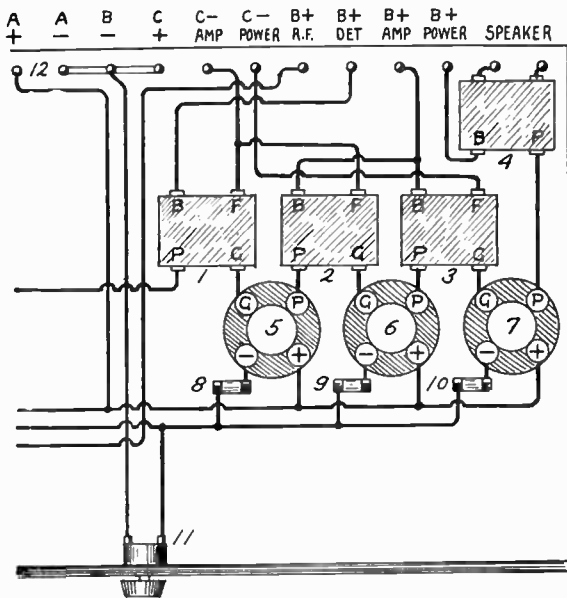 A A B C C- C- B+ B+ B+ B+ SPEAKER
+ - - + AMP POWER R.F. DET AMP POWER
12
B P
4
B F B F B F
P G P G P G
1 2 3
G P G P G P
5 6 7
- + - + - +
8 9 10
11